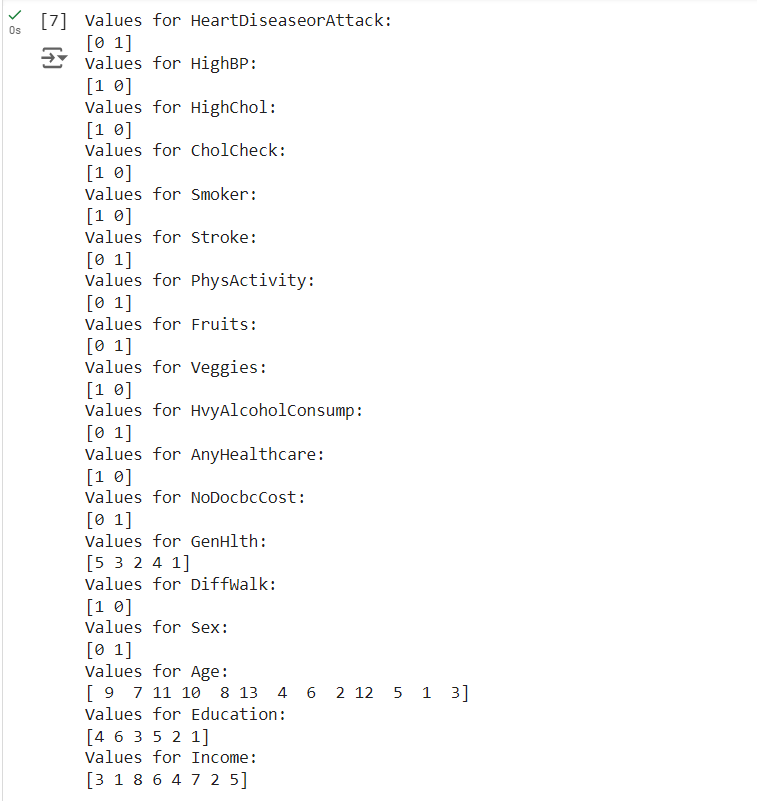 [7] Values for HeartDiseaseorAttack:
0s
[0 1]
Values for HighBP:
[1 0]
Values for HighChol:
[1 0]
Values for CholCheck:
[1 0]
Values for Smoker:
[1 0]
Values for Stroke:
[0 1]
Values for PhysActivity:
[0 1]
Values for Fruits:
[0 1]
Values for Veggies:
[1 0]
Values for HvyAlcoholConsump:
[0 1]
Values for AnyHealthcare:
[1 0]
Values for NoDocbcCost:
[0 1]
Values for GenHlth:
[5 3 2 4 1]
Values for DiffWalk:
[1 0]
Values for Sex:
[0 1]
Values for Age:
[ 9  7 11 10  8 13  4  6  2 12  5  1  3]
Values for Education:
[4 6 3 5 2 1]
Values for Income:
[3 1 8 6 4 7 2 5]